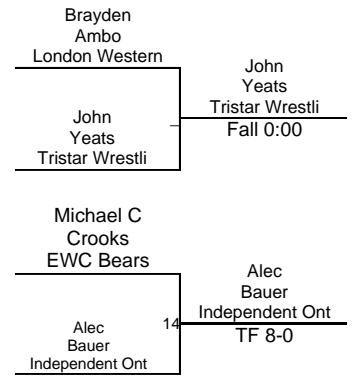 Brayden
Ambo
London Western
John
Yeats
Tristar Wrestli
John
Yeats
Tristar Wrestli
Fall 0:00
Michael C
Crooks
EWC Bears
Alec
Bauer
Independent Ont
14
Alec
Bauer
Independent Ont
TF 8-0